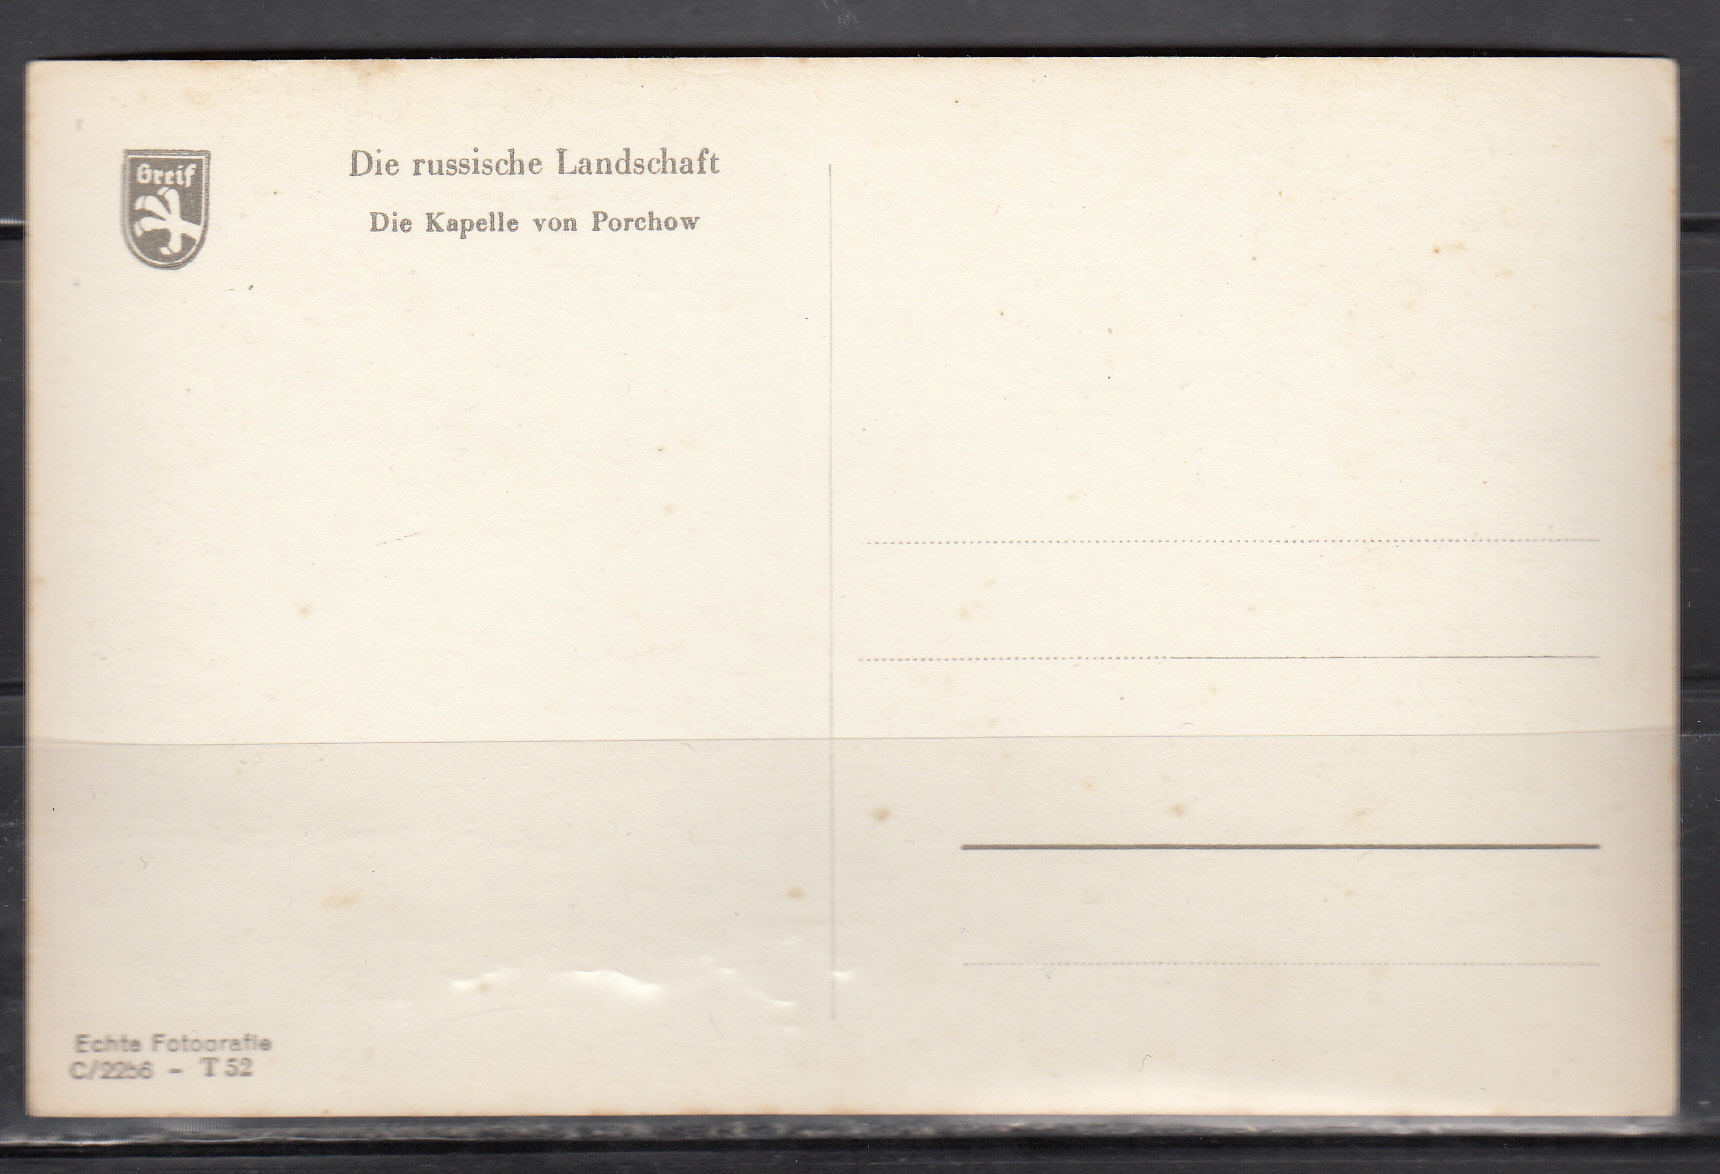 Greif
Die russische Landschaft
Die Kapelle von Porchow
Echte Fotografie
C/2256 - T 52